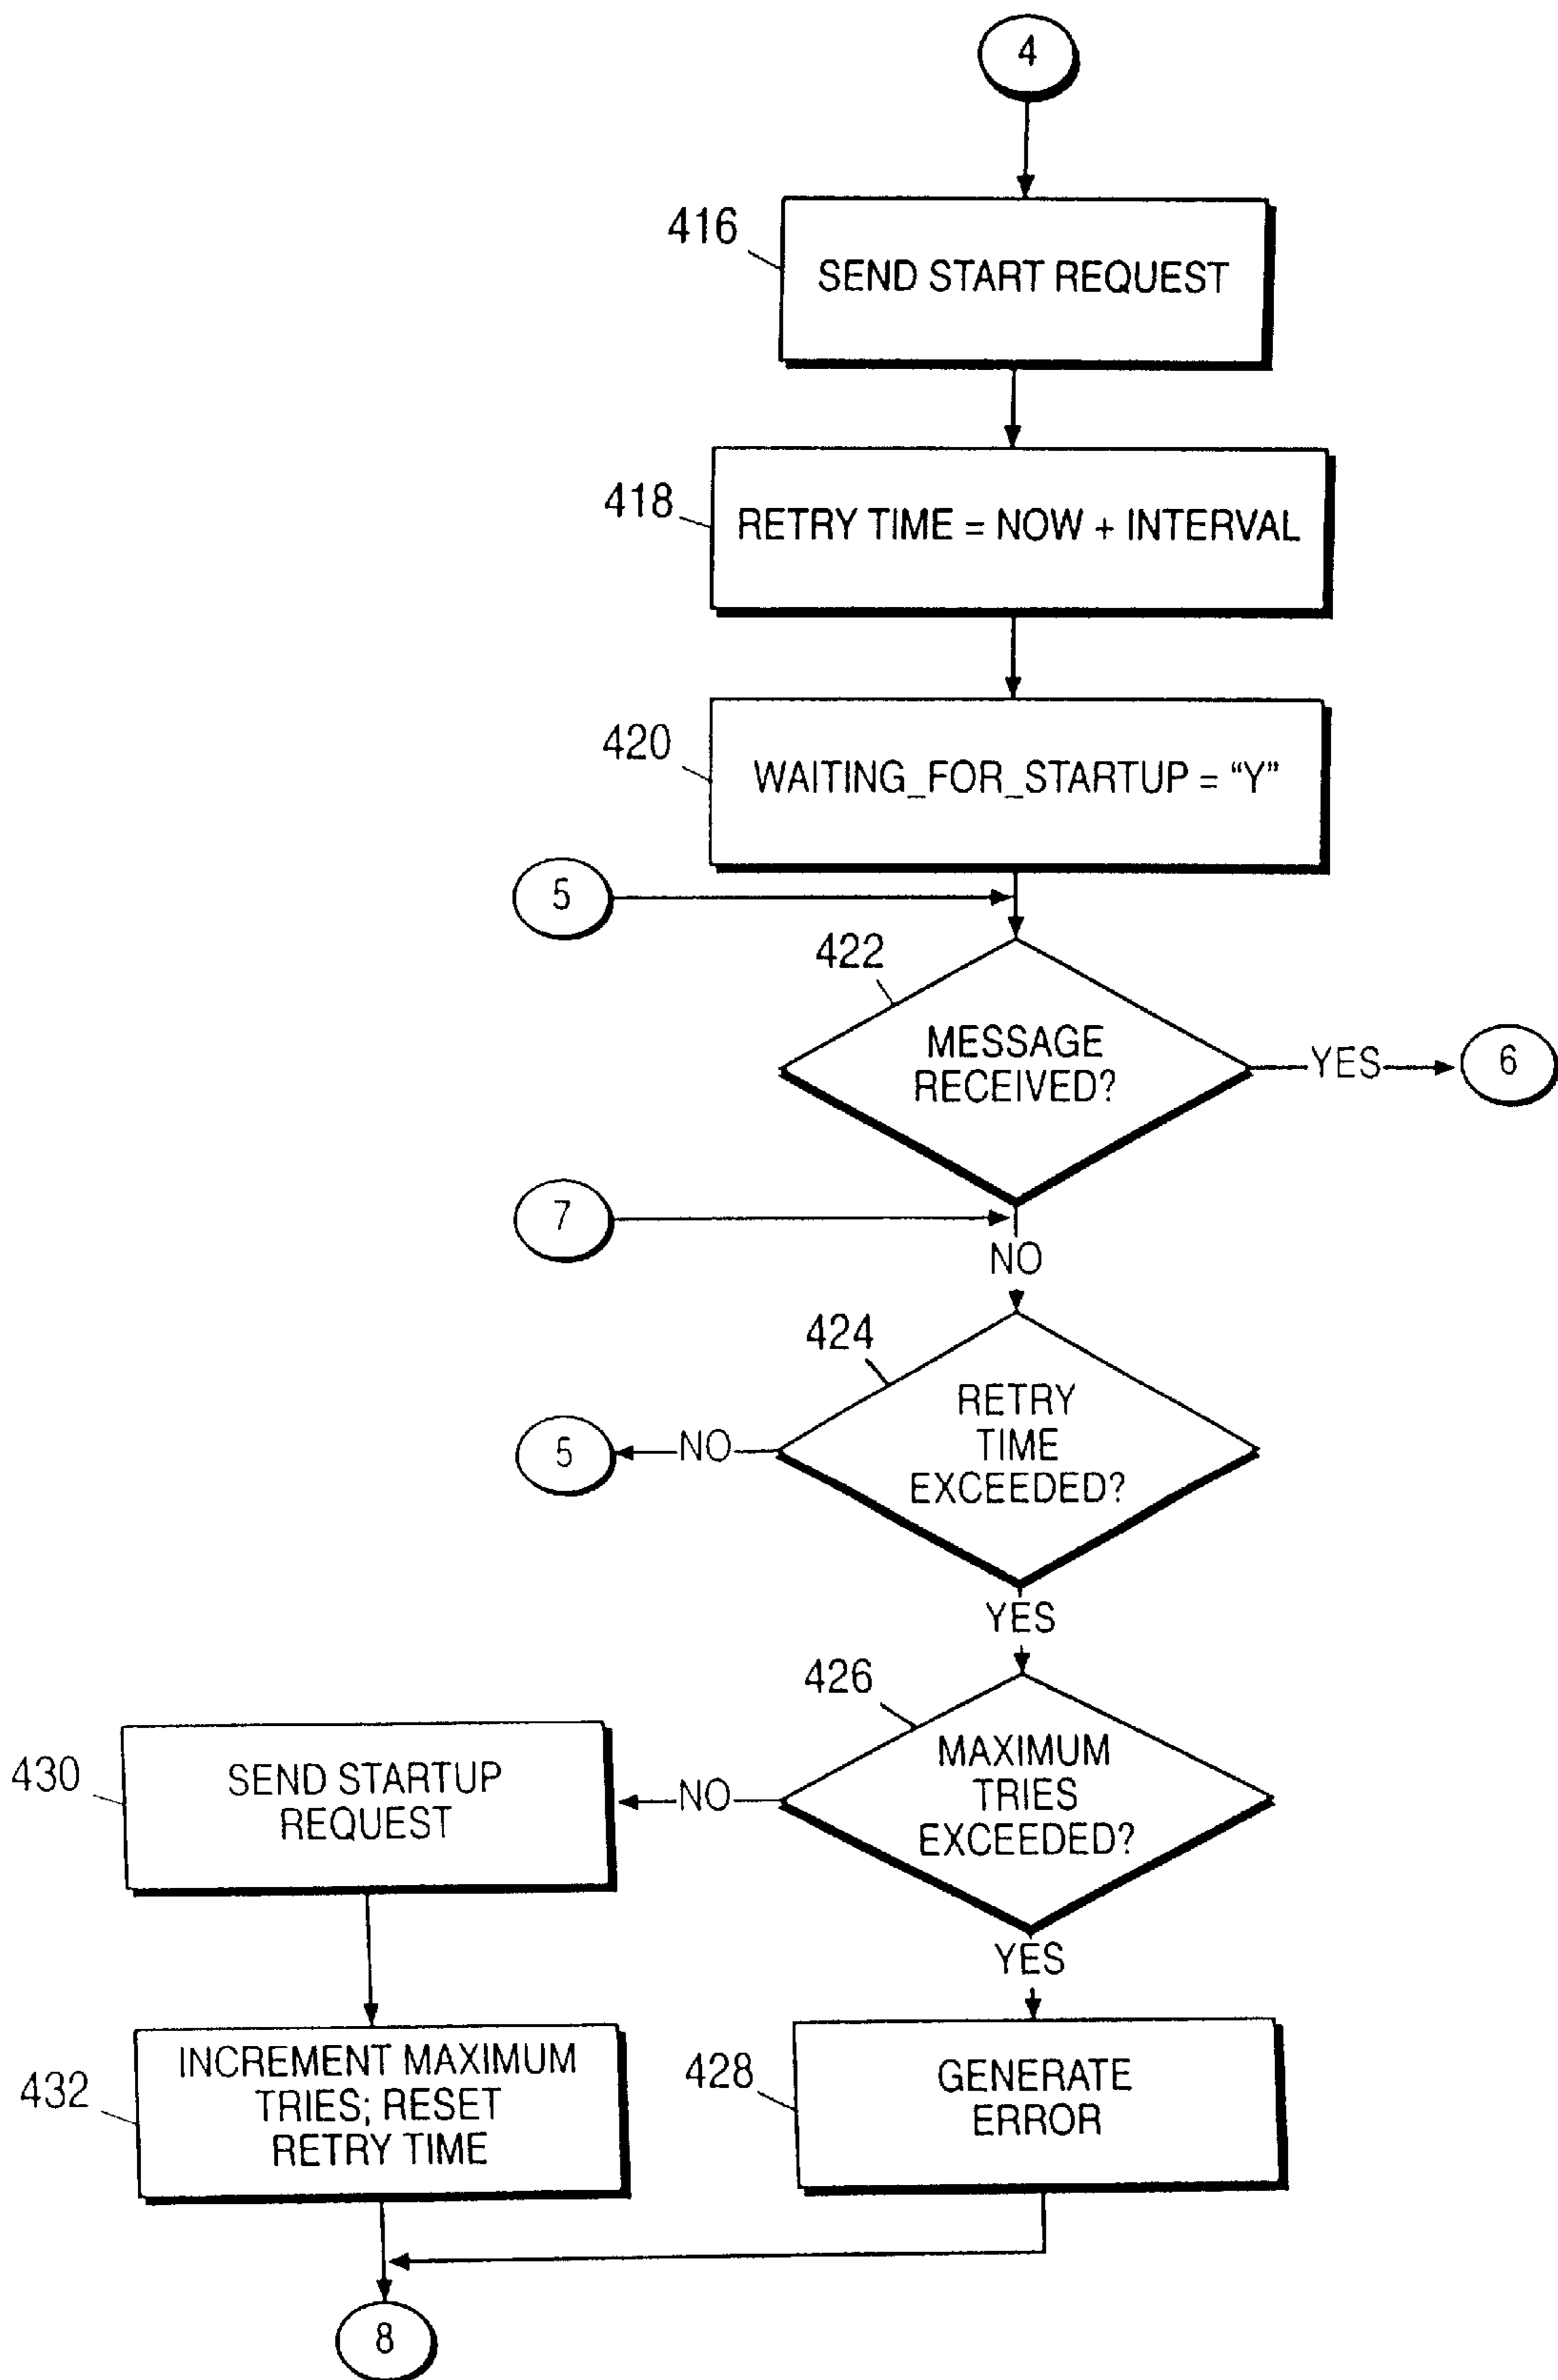 4
416
SEND START REQUEST
418
RETRY TIME = NOW + INTERVAL
420
WAITING_FOR_STARTUP = “Y”
5
422
MESSAGE
RECEIVED?
YES
6
7
NO
424
RETRY
TIME
EXCEEDED?
NO
5
YES
426
MAXIMUM
TRIES
EXCEEDED?
NO
430
SEND STARTUP
REQUEST
YES
432
INCREMENT MAXIMUM
TRIES; RESET
RETRY TIME
428
GENERATE
ERROR
8